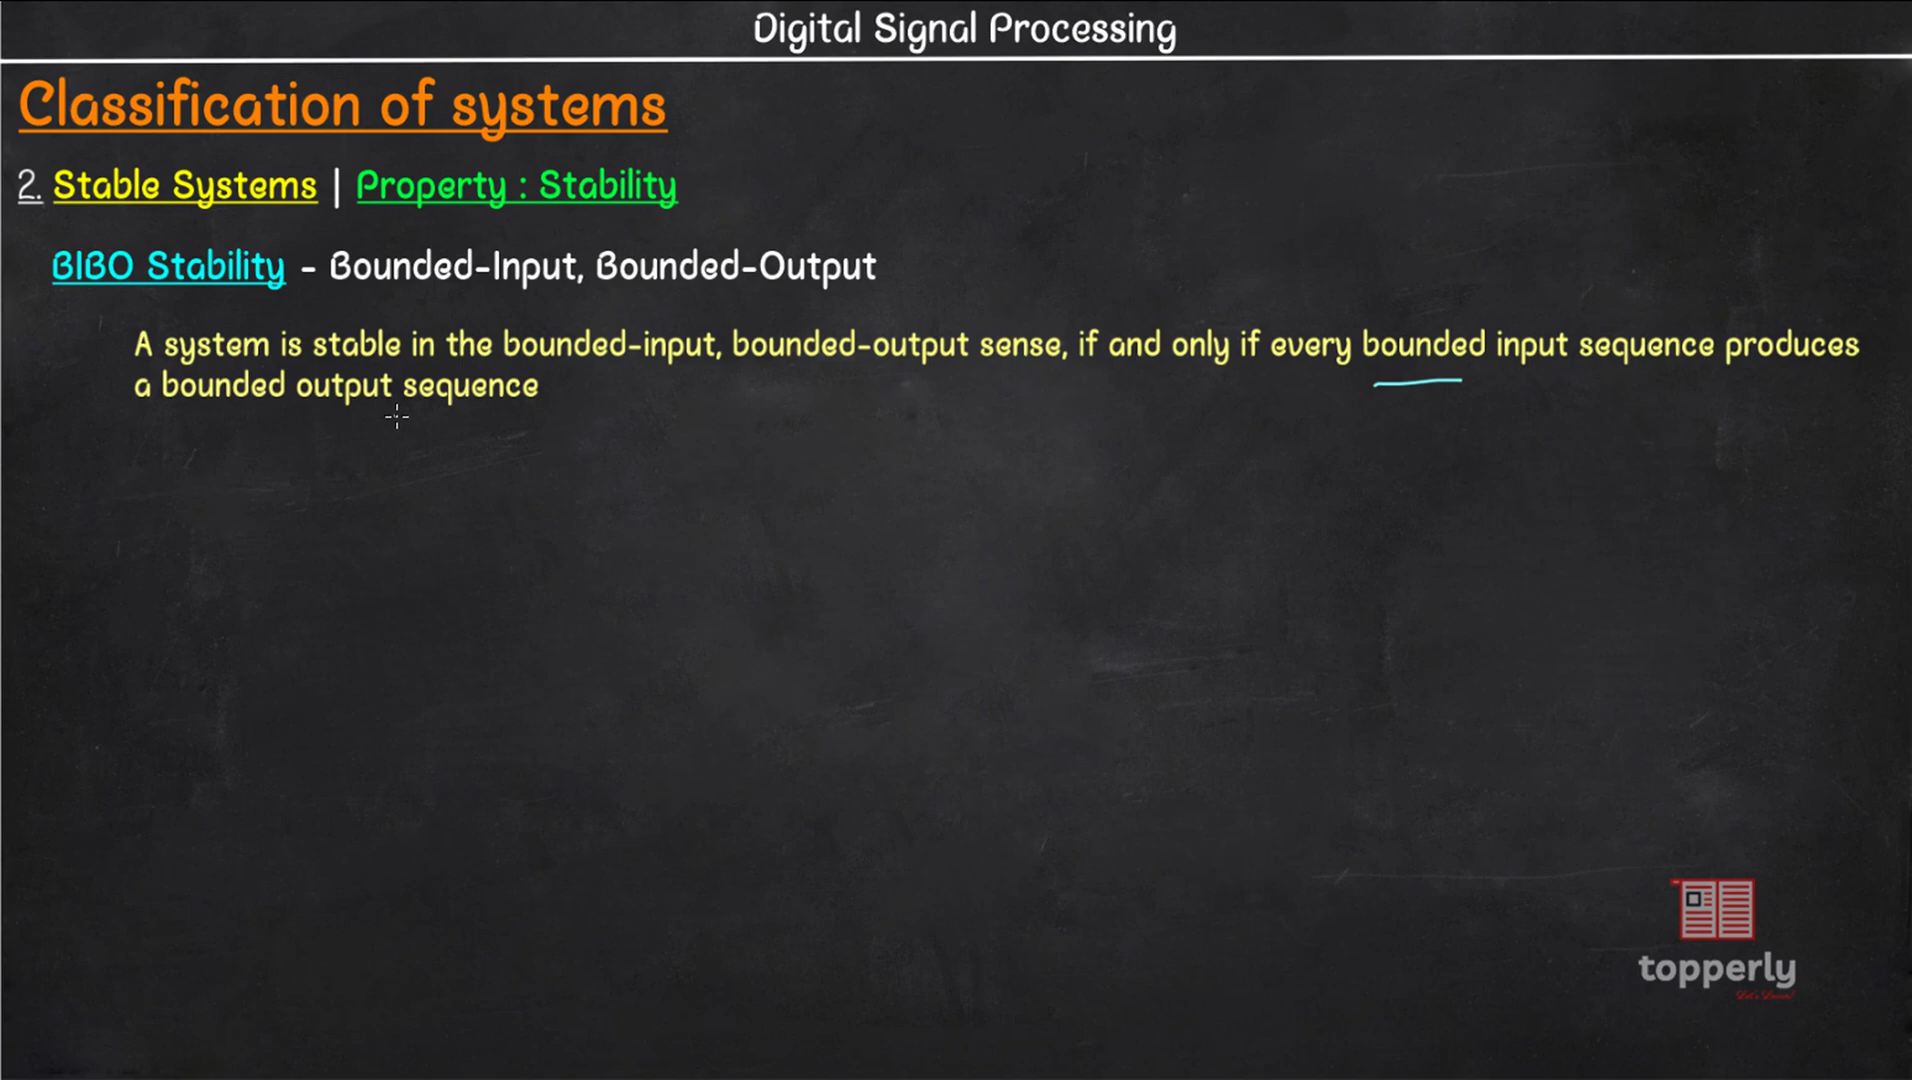 Digital Signal Processing
Classification of systems
2. Stable Systems | Property : Stability
BIBO Stability - Bounded-Input, Bounded-Output
A system is stable in the bounded-input, bounded-output sense, if and only if every bounded input sequence produces
a bounded output sequence
topperly
Let's Learn!